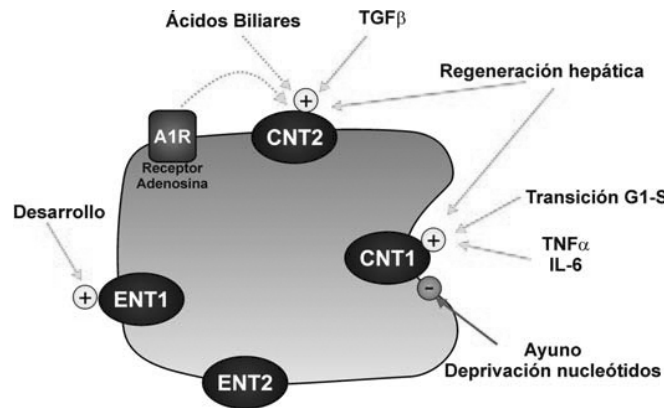 Ácidos Biliares
TGFβ
Regeneración hepática
A1R
Receptor
Adenosina
+
CNT2
Desarrollo
Transición G1-S
+
CNT1
TNFα
IL-6
+
ENT1
-
Ayuno
Deprivación nucleótidos
ENT2